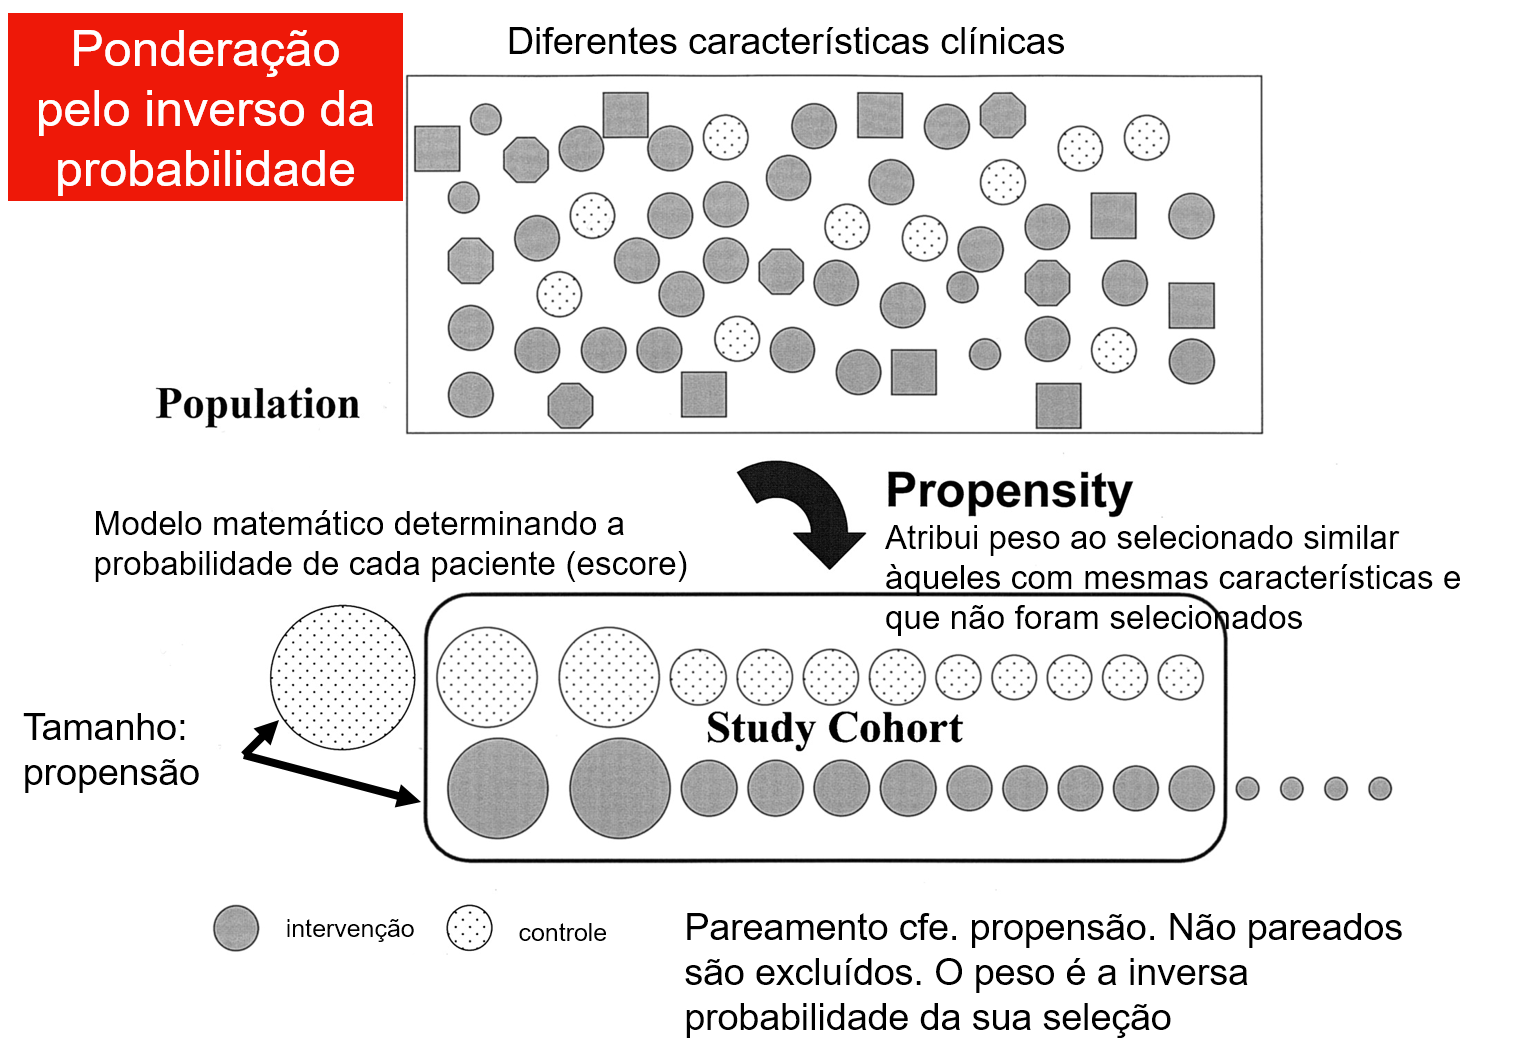 Ponderação
pelo inverso da
probabilidade
Diferentes características clínicas
Population
Propensity
Modelo matemático determinando a
probabilidade de cada paciente (escore)
Atribui peso ao selecionado similar
àqueles com mesmas características e
que não foram selecionados
Tamanho:
propensão
Study Cohort
intervenção
controle
Pareamento cfe. propensão. Não pareados
são excluídos. O peso é a inversa
probabilidade da sua seleção